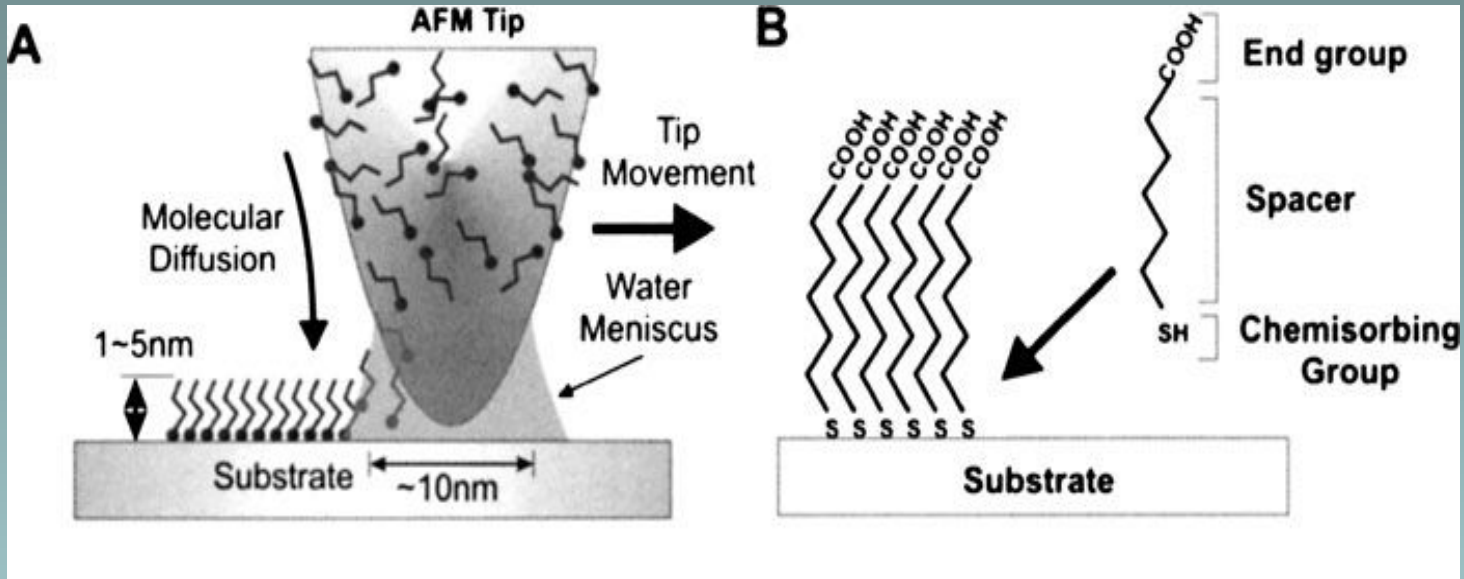 A
AFM Tip
Molecular
Diffusion
Tip
Movement
Water
Meniscus
1~5nm
Substrate
~10nm
B
COOH
COOH
COOH
COOH
COOH
COOH
S
S
S
S
S
S
Substrate
COOH
SH
End group
Spacer
Chemisorbing
Group